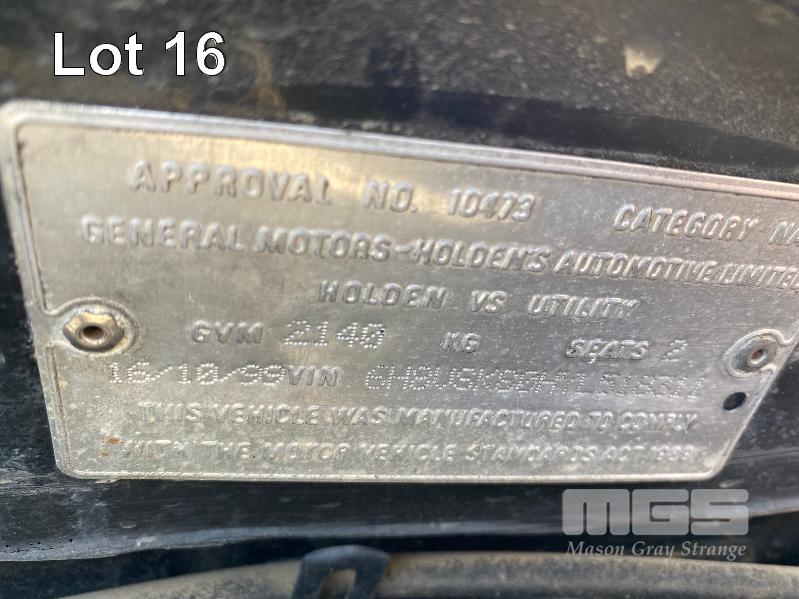 Lot 16
APPROVAL NO. 10473 CATEGORY NA
GENERAL MOTORS-HOLDEN'S AUTOMOTIVE LIMITED
HOLDEN VS UTILITY
GVM 2140 KG SEATS 2
16/10/99 VIN
THIS VEHICLE WAS MANUFACTURED TO COMPLY
WITH THE MOTOR VEHICLE STANDARDS ACT 1989
MGS
Mason Gray Strange